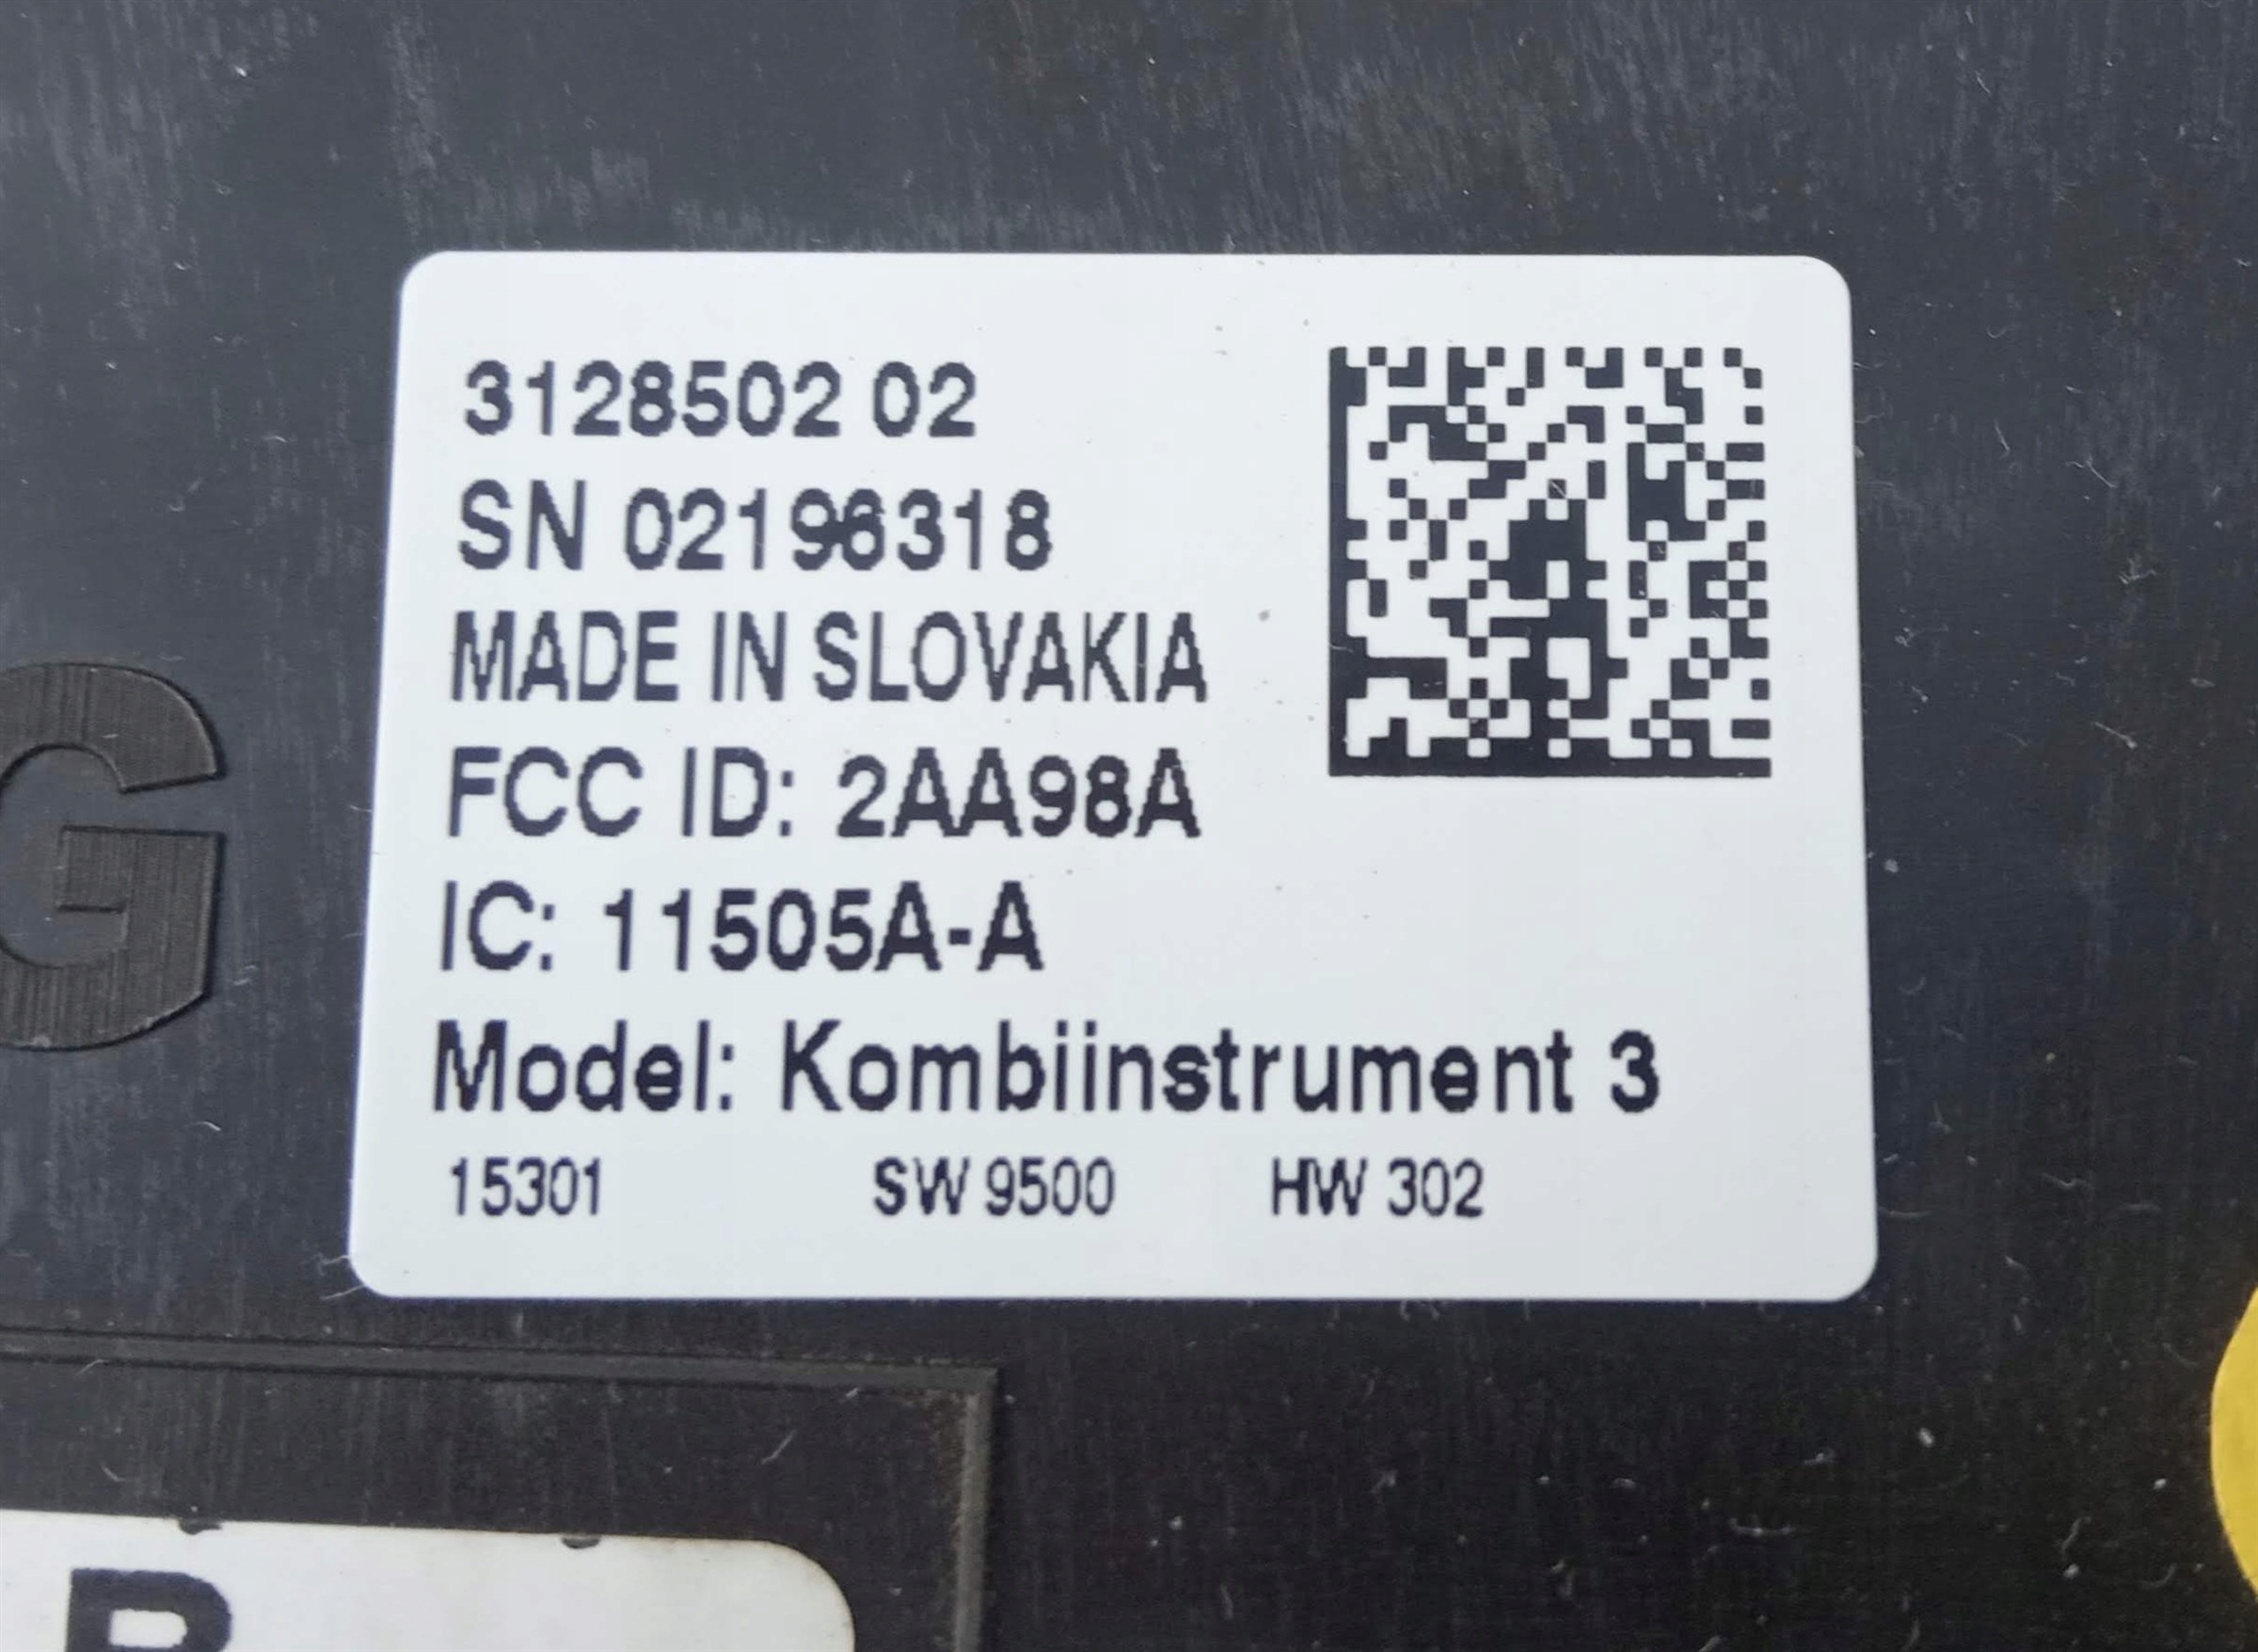 3128502 02
SN 02196318
MADE IN SLOVAKIA
FCC ID: 2AA98A
IC: 11505A-A
Model: Kombiinstrument 3
15301 SW 9500 HW 302
G